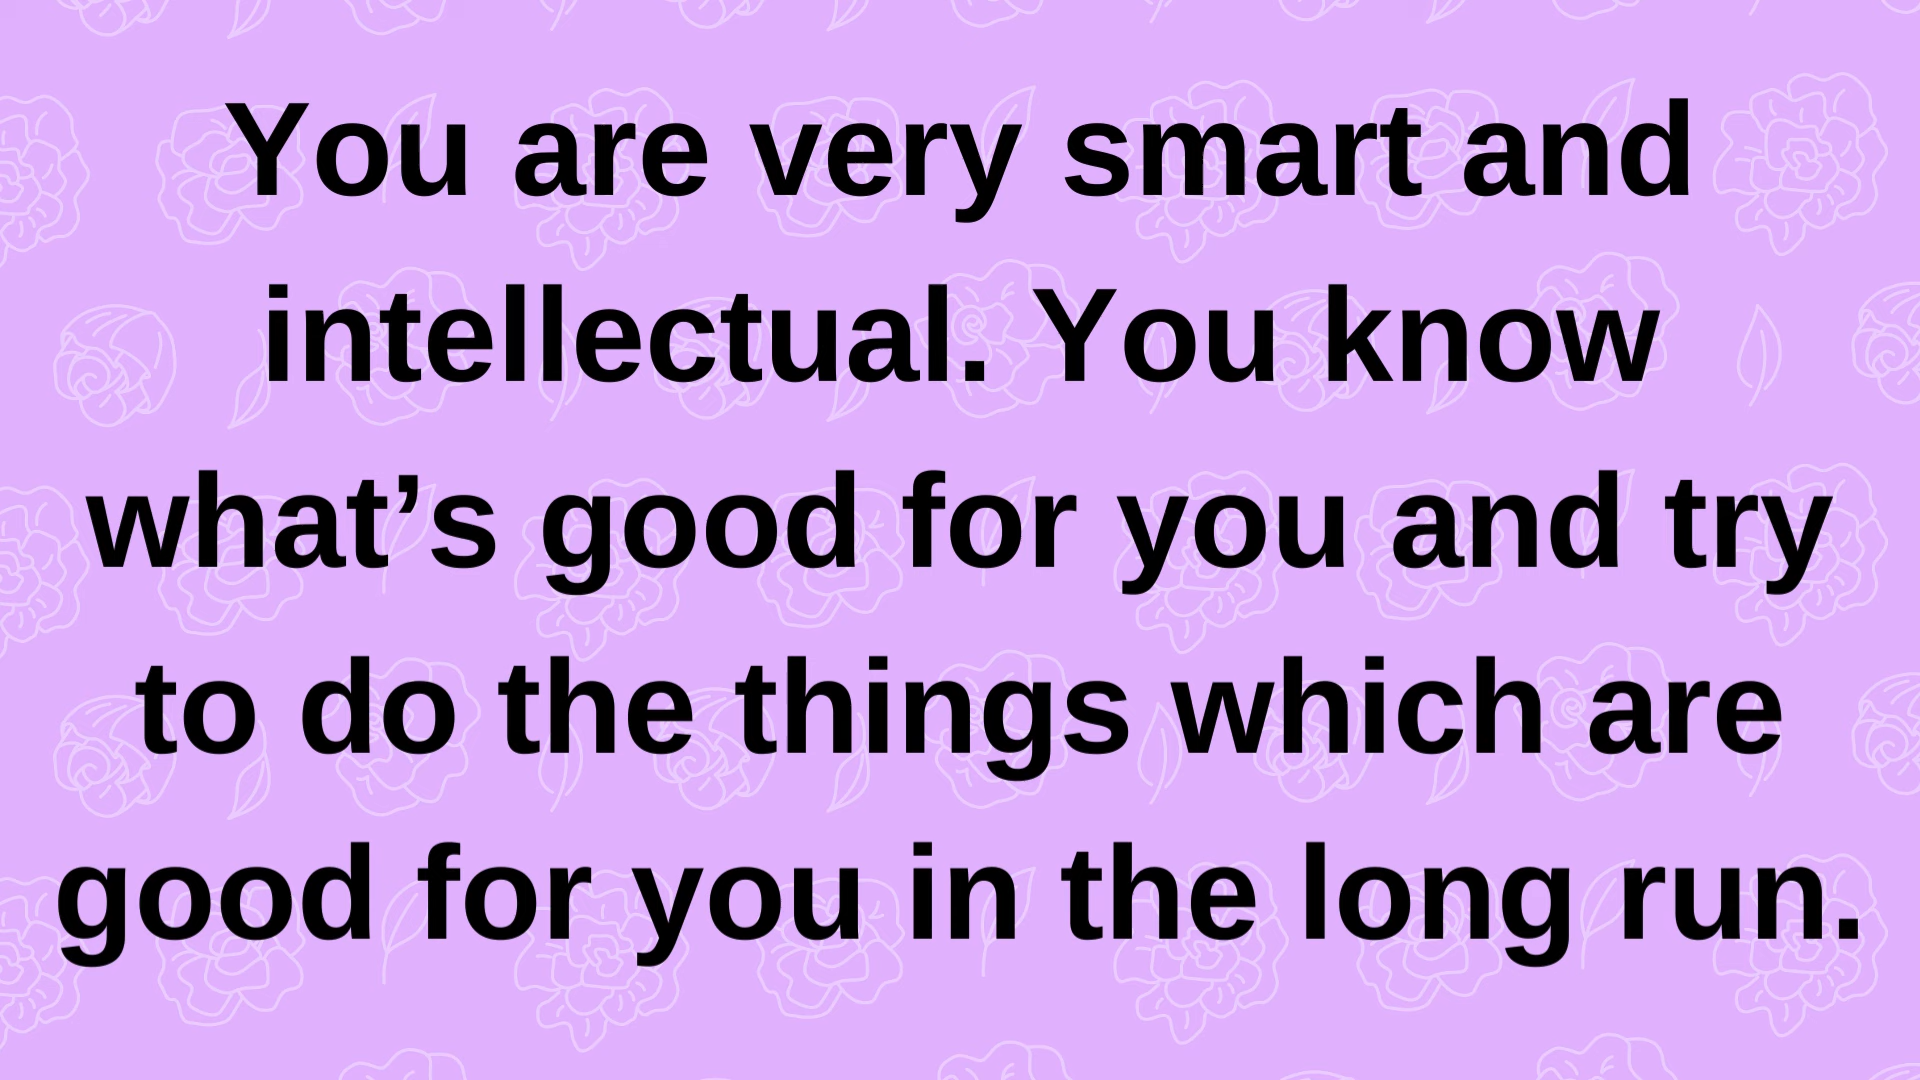 You are very smart and
intellectual. You know
what’s good for you and try
to do the things which are
good for you in the long run.